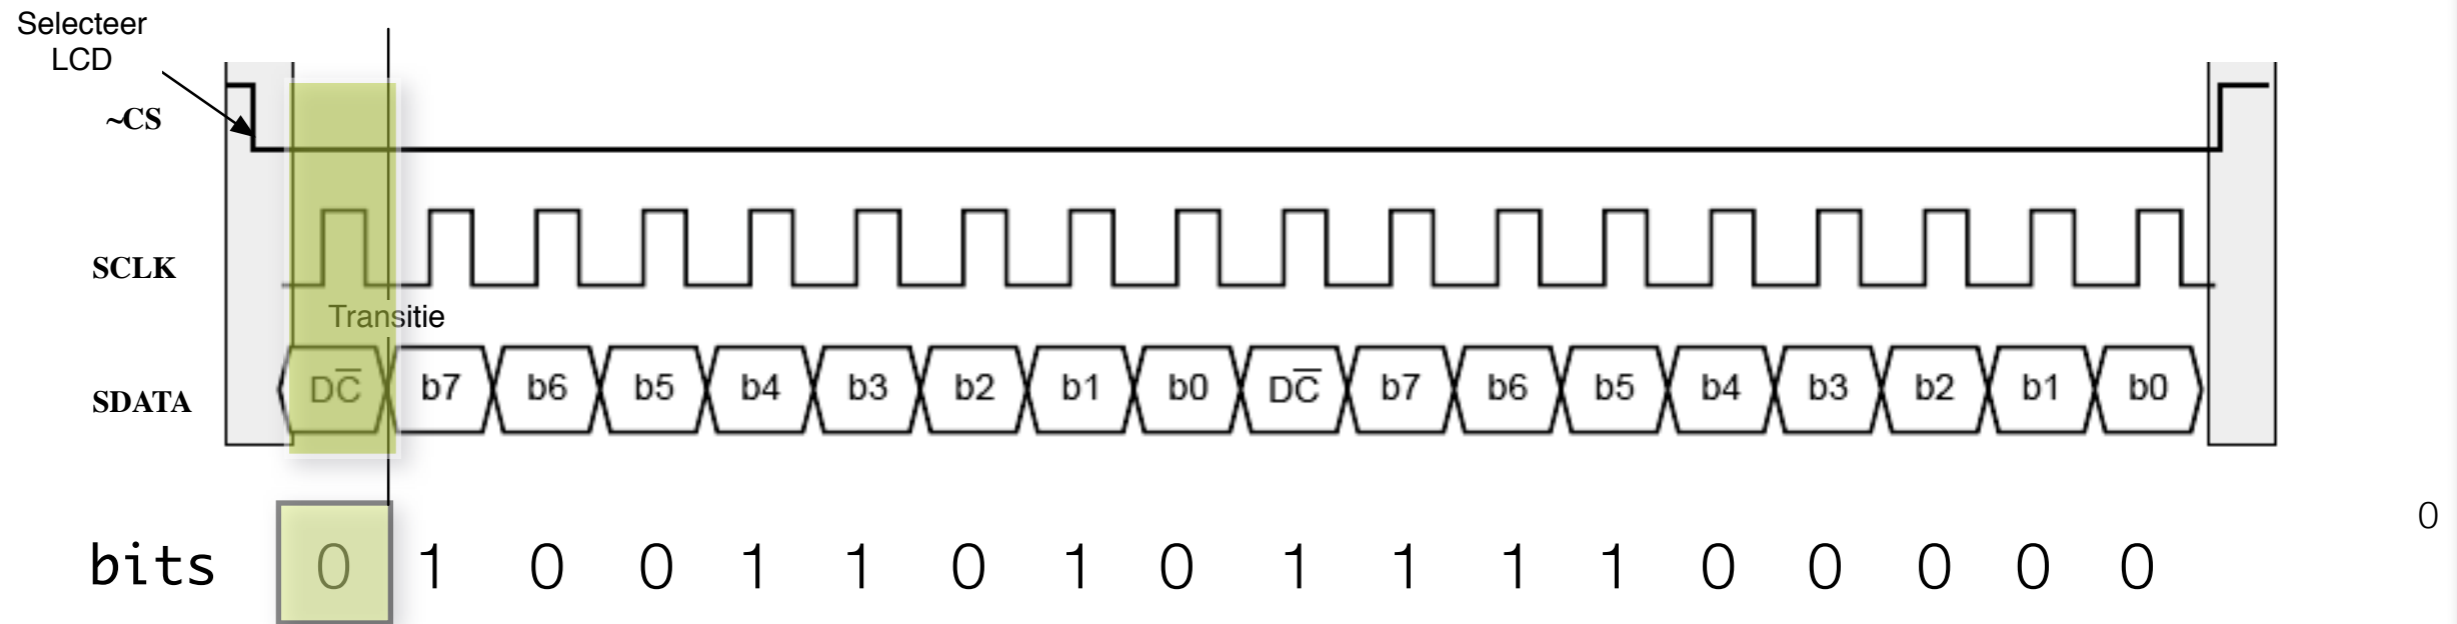 Selecteer
LCD
~CS
SCLK
Transitie
SDATA DC̅ b7 b6 b5 b4 b3 b2 b1 b0 DC̅ b7 b6 b5 b4 b3 b2 b1 b0
0
bits 0 1 0 0 1 1 0 1 0 1 1 1 1 0 0 0 0 0